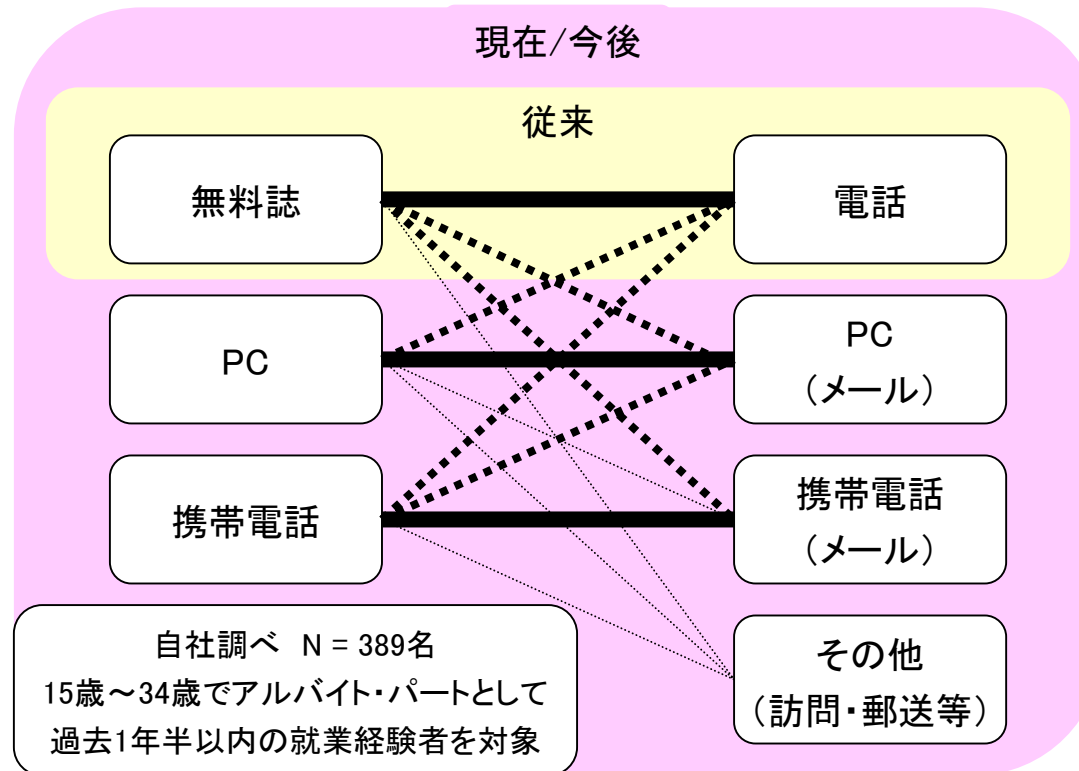 現在/今後
従来
無料誌
電話
PC
PC
(メール)
携帯電話
携帯電話
(メール)
その他
(訪問・郵送等)
自社調べ N = 389名
15歳～34歳でアルバイト・パートとして
過去1年半以内の就業経験者を対象